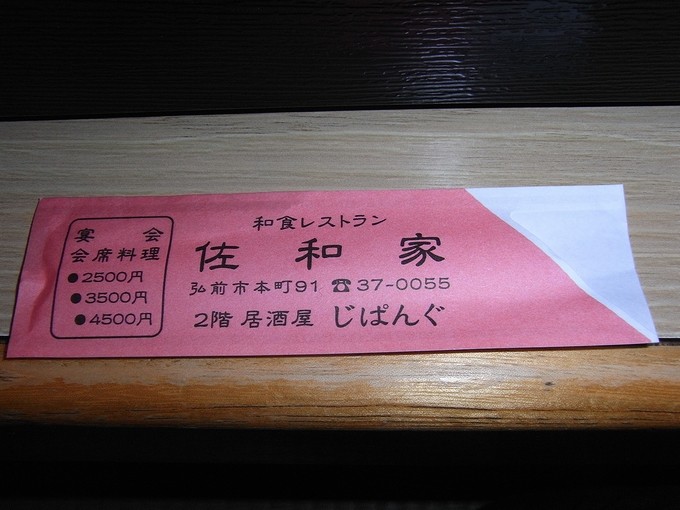 宴会
会席料理
●2500円
●3500円
●4500円
和食レストラン
佐和家
弘前市本町91 ☎37-0055
2階 居酒屋 じぱんぐ